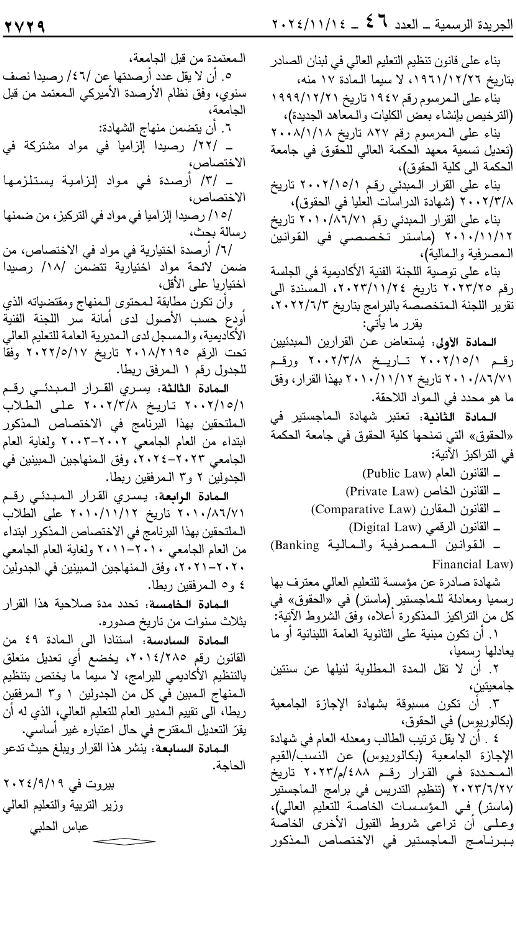 الجريدة الرسمية ـ العدد ٤٦ ـ ٢٠٢٤/١١/١٤
٢٧٢٩
بناء على قانون تنظيم التعليم العالي في لبنان الصادر
بتاريخ ١٩٦١/١٢/٢٦، لا سيما المادة ١٧ منه،
بناء على المرسوم رقم ١٩٤٧ تاريخ ١٩٩٩/١٢/٢١
(الترخيص بإنشاء بعض الكليات والمعاهد الجديدة)،
بناء على المرسوم رقم ٨٢٧ تاريخ ٢٠٠٨/١/١٨
(تعديل تسمية معهد الحكمة العالي للحقوق في جامعة
الحكمة الى كلية الحقوق)،
بناء على القرار المبدئي رقم ٢٠٠٢/١٥/١ تاريخ
٢٠٠٢/٣/٨ (شهادة الدراسات العليا في الحقوق)،
بناء على القرار المبدئي رقم ٢٠١٠/٨٦/٧١ تاريخ
٢٠١٠/١١/١٢ (ماستر تخصصي في القوانين
المصرفية والمالية)،
بناء على توصية اللجنة الفنية الأكاديمية في الجلسة
رقم ٢٠٢٣/٢٥ تاريخ ٢٠٢٣/١١/٢٤، المسندة الى
تقرير اللجنة المتخصصة بالبرامج بتاريخ ٢٠٢٢/٦/٣،
يقرر ما يأتي:
المادة الأولى: يُستعاض عن القرارين المبدئيين
رقم ٢٠٠٢/١٥/١ تاريخ ٢٠٠٢/٣/٨ ورقم
٢٠١٠/٨٦/٧١ تاريخ ٢٠١٠/١١/١٢ بهذا القرار، وفق
ما هو محدد في المواد اللاحقة.
المادة الثانية: تعتبر شهادة الماجستير في
«الحقوق» التي تمنحها كلية الحقوق في جامعة الحكمة
في التراكيز الآتية:
ـ القانون العام (Public Law)
ـ القانون الخاص (Private Law)
ـ القانون المقارن (Comparative Law)
ـ القانون الرقمي (Digital Law)
ـ القوانين المصرفية والمالية (Banking
Financial Law)
شهادة صادرة عن مؤسسة للتعليم العالي معترف بها
رسميا ومعادلة للماجستير (ماستر) في «الحقوق» في
كل من التراكيز المذكورة أعلاه، وفق الشروط الآتية:
١. أن تكون مبنية على الثانوية العامة اللبنانية أو ما
يعادلها رسميا،
٢. أن لا تقل المدة المطلوبة لنيلها عن سنتين
جامعيتين،
٣. أن تكون مسبوقة بشهادة الإجازة الجامعية
(بكالوريوس) في الحقوق،
٤. أن لا يقل ترتيب الطالب ومعدله العام في شهادة
الإجازة الجامعية (بكالوريوس) عن النسب/القيم
المحددة في القرار رقم ٤٨٨/م/٢٠٢٣ تاريخ
٢٠٢٣/٦/٢٧ (تنظيم التدريس في برامج الماجستير
(ماستر) في المؤسسات الخاصة للتعليم العالي)،
وعلى أن تراعى شروط القبول الأخرى الخاصة
ببرنامج الماجستير في الاختصاص المذكور
المعتمدة من قبل الجامعة،
٥. أن لا يقل عدد أرصدتها عن /٤٦/ رصيدا نصف
سنوي، وفق نظام الأرصدة الأميركي المعتمد من قبل
الجامعة،
٦. أن يتضمن منهاج الشهادة:
ـ /٢٢/ رصيدا إلزاميا في مواد مشتركة في
الاختصاص،
ـ /٣/ أرصدة في مواد إلزامية يستلزمها
الاختصاص،
/١٥/ رصيدا إلزاميا في مواد في التركيز، من ضمنها
رسالة بحث،
/٦/ أرصدة اختيارية في مواد في الاختصاص، من
ضمن لائحة مواد اختيارية تتضمن /١٨/ رصيدا
اختياريا على الأقل،
وأن تكون مطابقة لمحتوى المنهاج ومقتضياته الذي
أودع حسب الأصول لدى أمانة سر اللجنة الفنية
الأكاديمية، والمسجل لدى المديرية العامة للتعليم العالي
تحت الرقم ٢٠١٨/٢١٩٥ تاريخ ٢٠٢٢/٥/١٧ وفقا
للجدول رقم ١ المرفق ربطا.
المادة الثالثة: يسري القرار المبدئي رقم
٢٠٠٢/١٥/١ تاريخ ٢٠٠٢/٣/٨ على الطلاب
الملتحقين بهذا البرنامج في الاختصاص المذكور
ابتداء من العام الجامعي ٢٠٠٢-٢٠٠٣ ولغاية العام
الجامعي ٢٠٢٣-٢٠٢٤، وفق المنهاجين المبينين في
الجدولين ٢ و٣ المرفقين ربطا.
المادة الرابعة: يسري القرار المبدئي رقم
٢٠١٠/٨٦/٧١ تاريخ ٢٠١٠/١١/١٢ على الطلاب
الملتحقين بهذا البرنامج في الاختصاص المذكور ابتداء
من العام الجامعي ٢٠١٠-٢٠١١ ولغاية العام الجامعي
٢٠٢٠-٢٠٢١، وفق المنهاجين المبينين في الجدولين
٤ و٥ المرفقين ربطا.
المادة الخامسة: تحدد مدة صلاحية هذا القرار
بثلاث سنوات من تاريخ صدوره.
المادة السادسة: استنادا الى المادة ٤٩ من
القانون رقم ٢٠١٤/٢٨٥، يخضع أي تعديل متعلق
بالتنظيم الأكاديمي للبرامج، لا سيما ما يختص بتنظيم
المنهاج المبين في كل من الجدولين ١ و٣ المرفقين
ربطا، الى تقييم المدير العام للتعليم العالي، الذي له أن
يقرّ التعديل المقترح في حال اعتباره غير أساسي.
المادة السابعة: ينشر هذا القرار ويبلغ حيث تدعو
الحاجة.
بيروت في ٢٠٢٤/٩/١٩
وزير التربية والتعليم العالي
عباس الحلبي